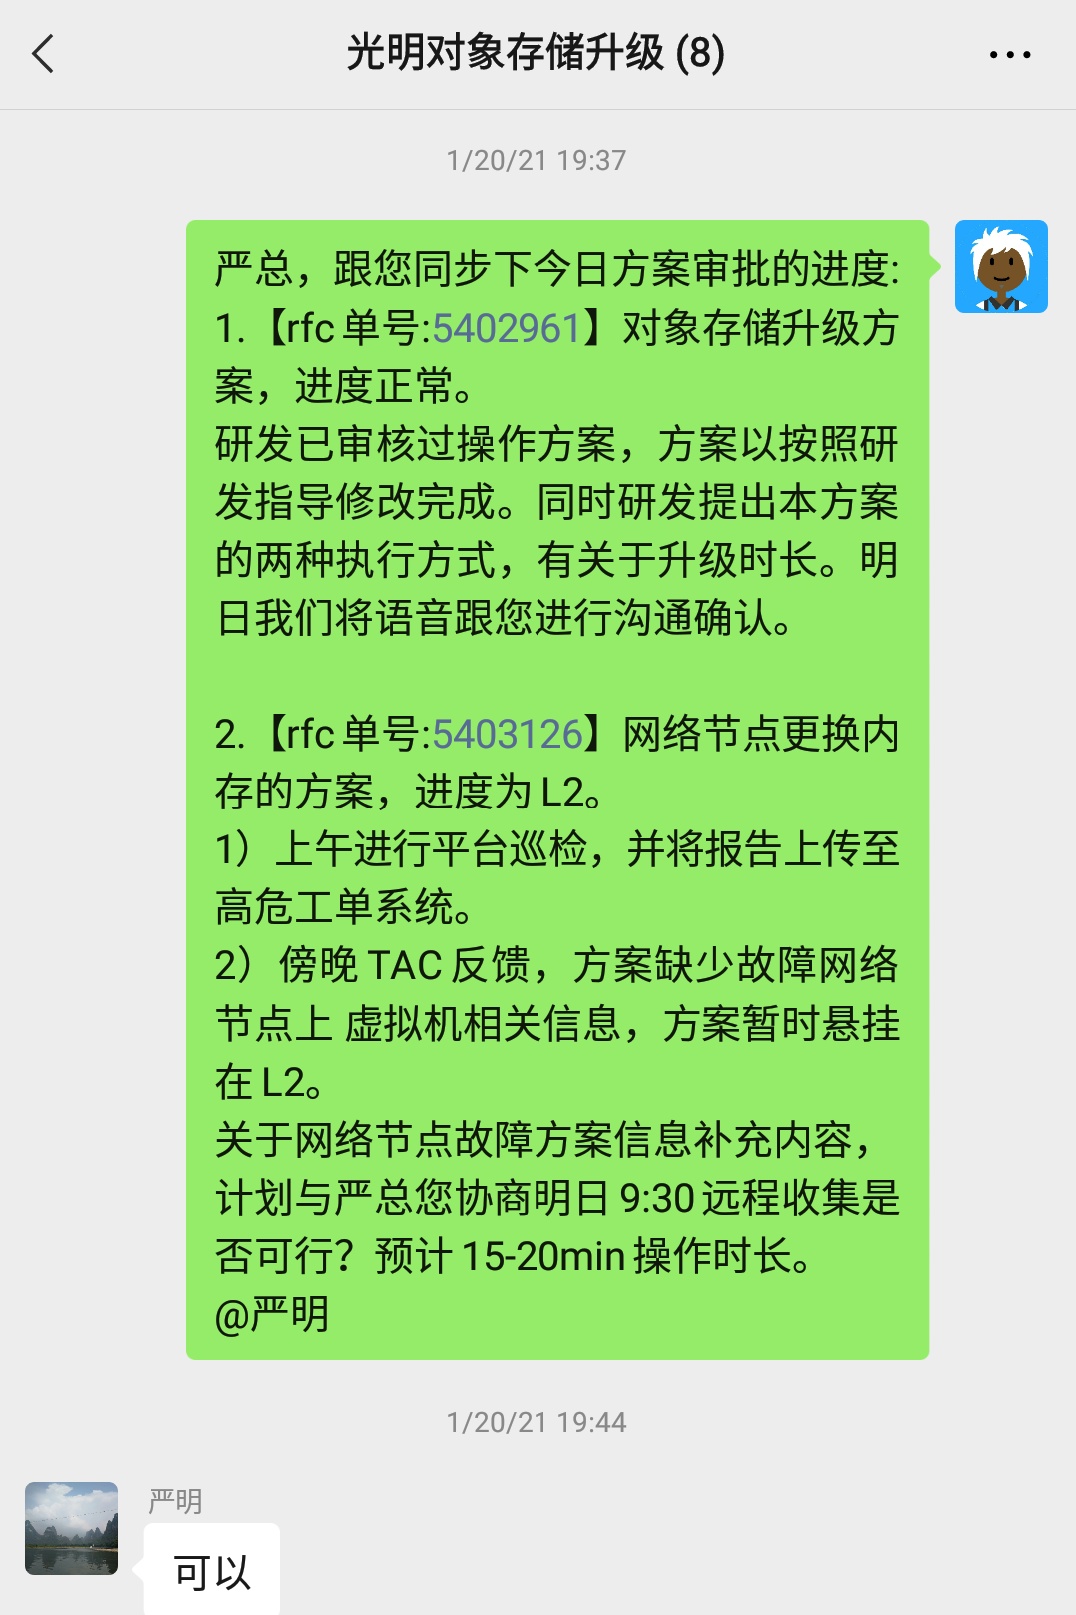 光明对象存储升级 (8)
1/20/21 19:37
严总，跟您同步下今日方案审批的进度:
1.【rfc 单号:5402961】对象存储升级方
案，进度正常。
研发已审核过操作方案，方案以按照研
发指导修改完成。同时研发提出本方案
的两种执行方式，有关于升级时长。明
日我们将语音跟您进行沟通确认。
2.【rfc 单号:5403126】网络节点更换内
存的方案，进度为 L2。
1）上午进行平台巡检，并将报告上传至
高危工单系统。
2）傍晚 TAC 反馈，方案缺少故障网络
节点上 虚拟机相关信息，方案暂时悬挂
在 L2。
关于网络节点故障方案信息补充内容，
计划与严总您协商明日 9:30 远程收集是
否可行？预计 15-20min 操作时长。
@严明
1/20/21 19:44
严明
可以